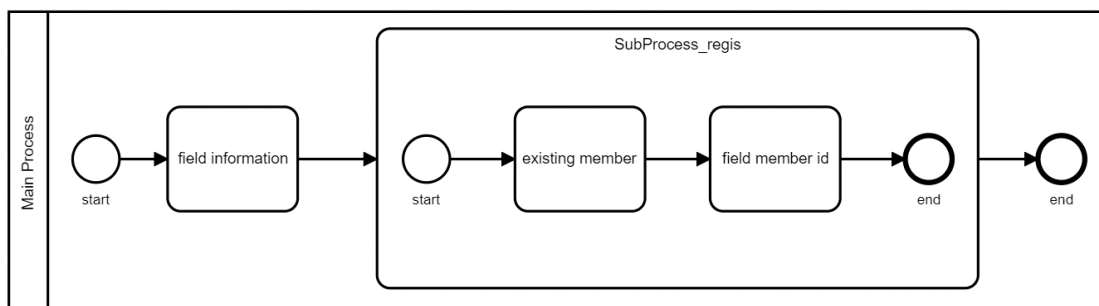 Main Process
SubProcess_regis
start
field information
start
existing member
field member id
end
end